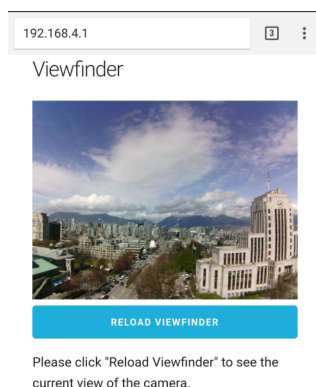 192.168.4.1
3
Viewfinder
RELOAD VIEWFINDER
Please click "Reload Viewfinder" to see the
current view of the camera.